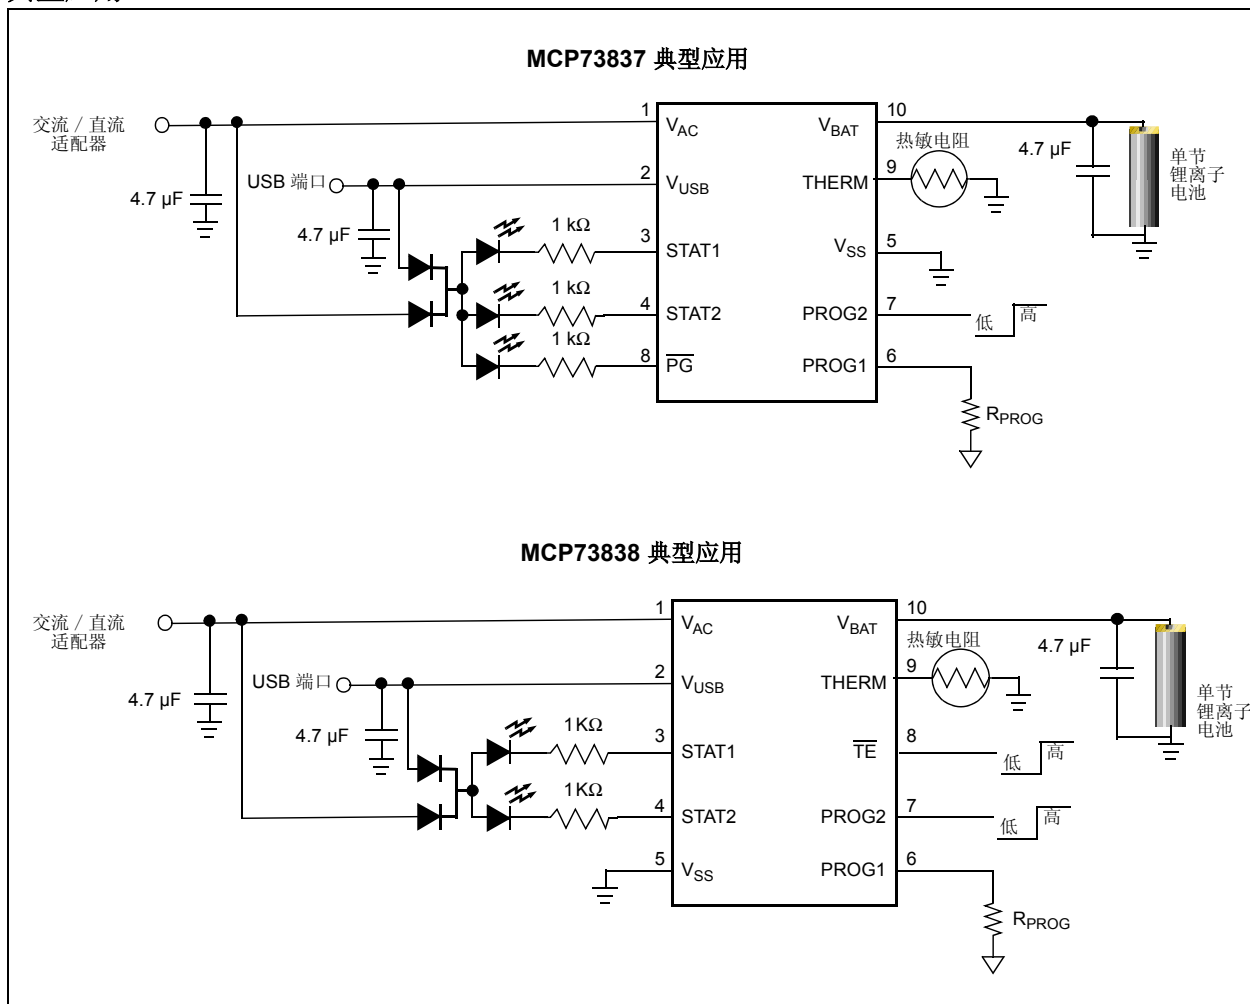 MCP73837 典型应用
交流 / 直流
适配器
4.7 µF
USB 端口
4.7 µF
1 kΩ
1 kΩ
1 kΩ
1
VAC
2
VUSB
3
STAT1
4
STAT2
8
PG
10
VBAT
9
THERM
热敏电阻
5
VSS
7
PROG2
低
高
6
PROG1
RPROG
4.7 µF
单节
锂离子
电池
MCP73838 典型应用
交流 / 直流
适配器
4.7 µF
USB 端口
4.7 µF
1KΩ
1KΩ
1
VAC
2
VUSB
3
STAT1
4
STAT2
5
VSS
10
VBAT
9
THERM
热敏电阻
8
TE
低
高
7
PROG2
低
高
6
PROG1
RPROG
4.7 µF
单节
锂离子
电池